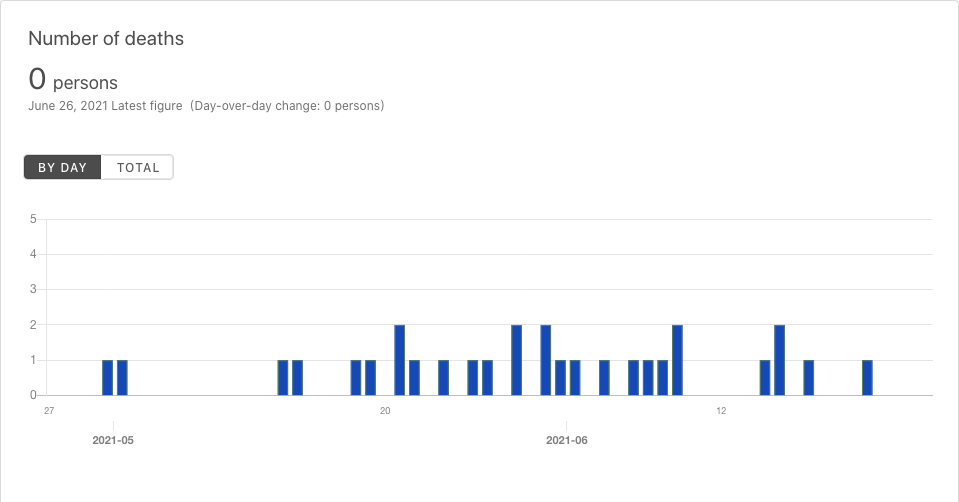 Number of deaths
0 persons
June 26, 2021 Latest figure (Day-over-day change: 0 persons)
BY DAY TOTAL
5
4
3
2
1
0
27 20 12
2021-05 2021-06